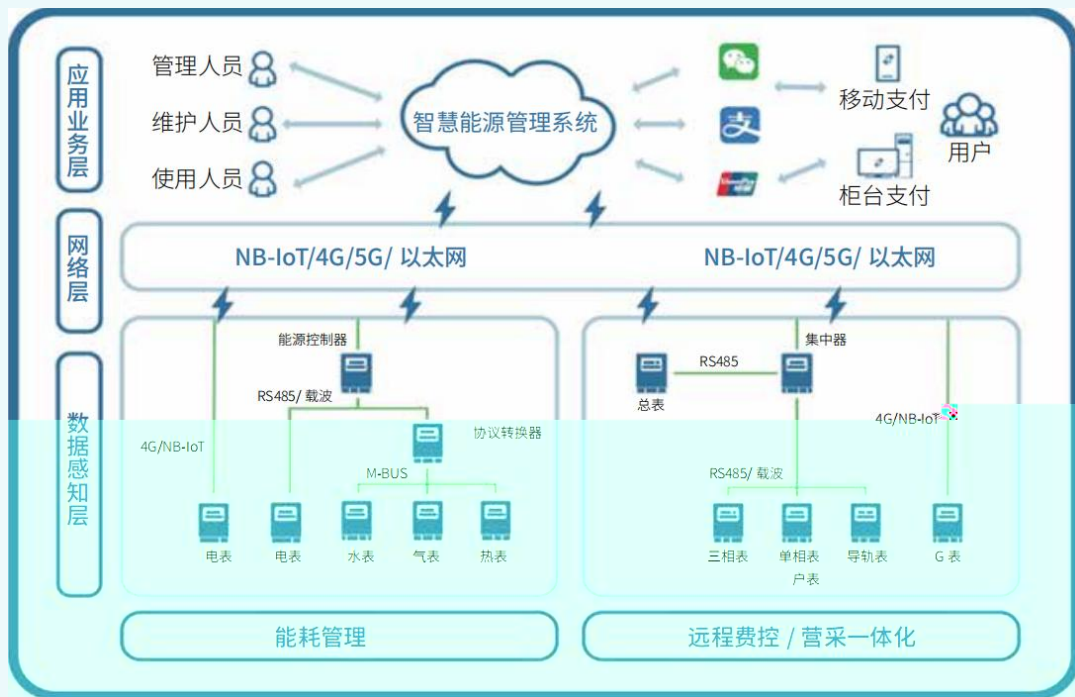 应用业务层
管理人员
维护人员
使用人员
智慧能源管理系统
支
移动支付
柜台支付
用户
网络层
NB-IoT/4G/5G/ 以太网
NB-IoT/4G/5G/ 以太网
数据感知层
能源控制器
RS485/ 载波
4G/NB-IoT
协议转换器
M-BUS
电表
电表
水表
气表
热表
集中器
RS485
总表
4G/NB-IoT
RS485/ 载波
三相表
单相表
导轨表
G 表
户表
能耗管理
远程费控 / 营采一体化